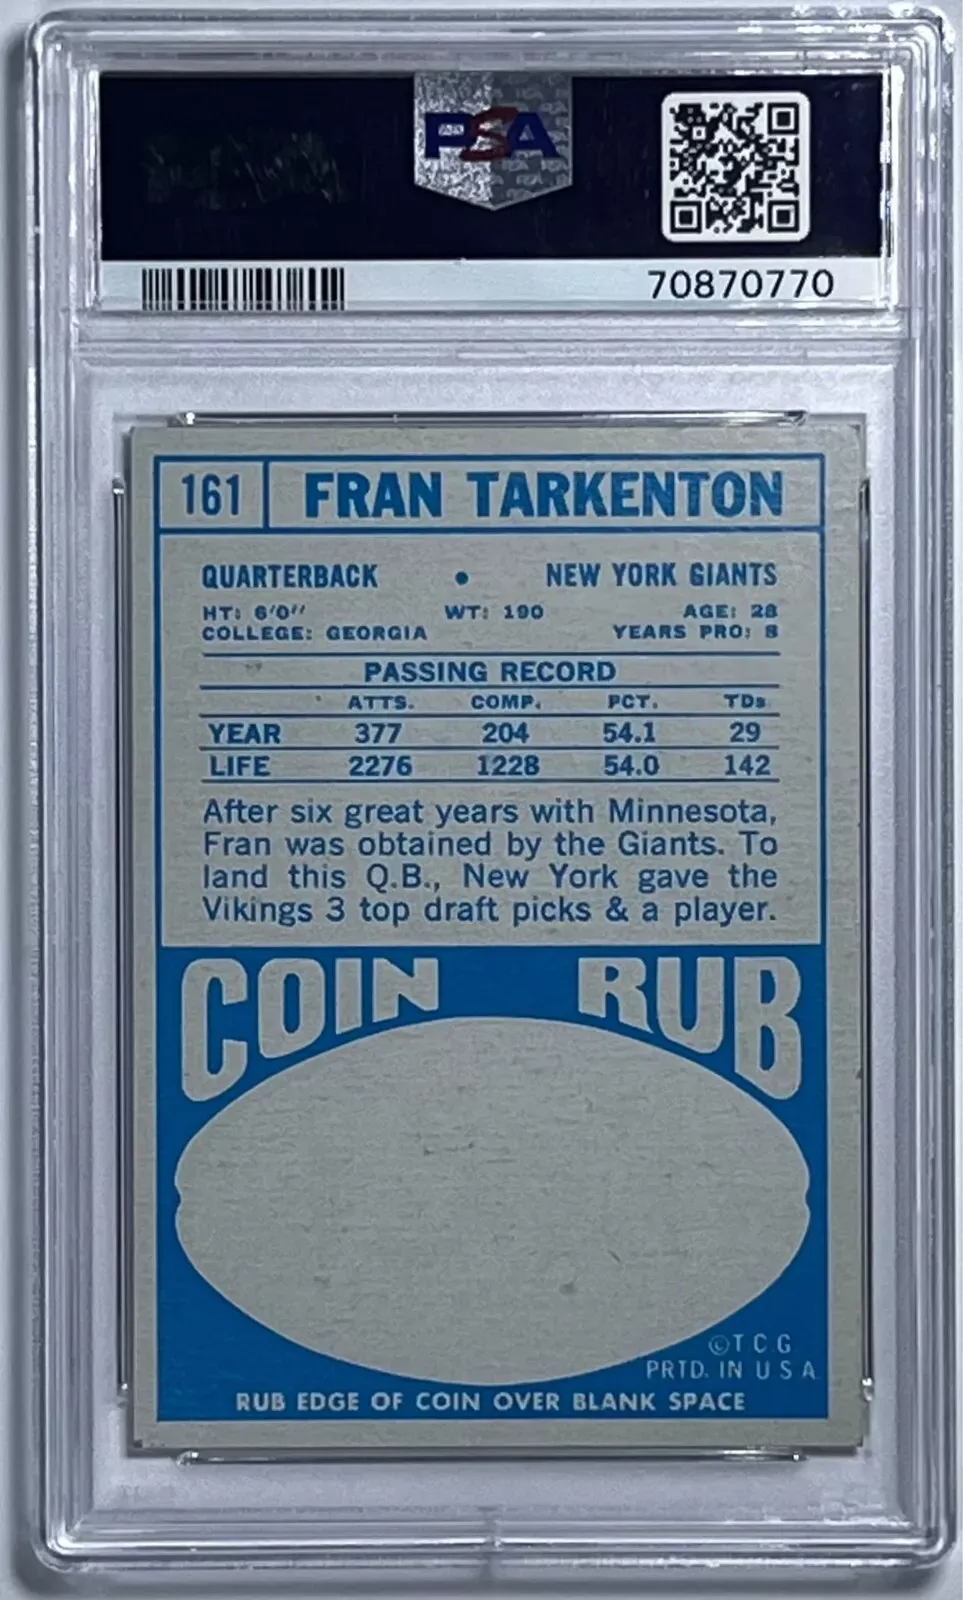 PSA
70870770
161 FRAN TARKENTON
QUARTERBACK • NEW YORK GIANTS
HT: 6'0" WT: 190 AGE: 28
COLLEGE: GEORGIA YEARS PRO: 8
PASSING RECORD
ATTS. COMP. PCT. TDs
YEAR 377 204 54.1 29
LIFE 2276 1228 54.0 142
After six great years with Minnesota,
Fran was obtained by the Giants. To
land this Q.B., New York gave the
Vikings 3 top draft picks & a player.
COIN RUB
©T C G
PRTD. IN U S A
RUB EDGE OF COIN OVER BLANK SPACE